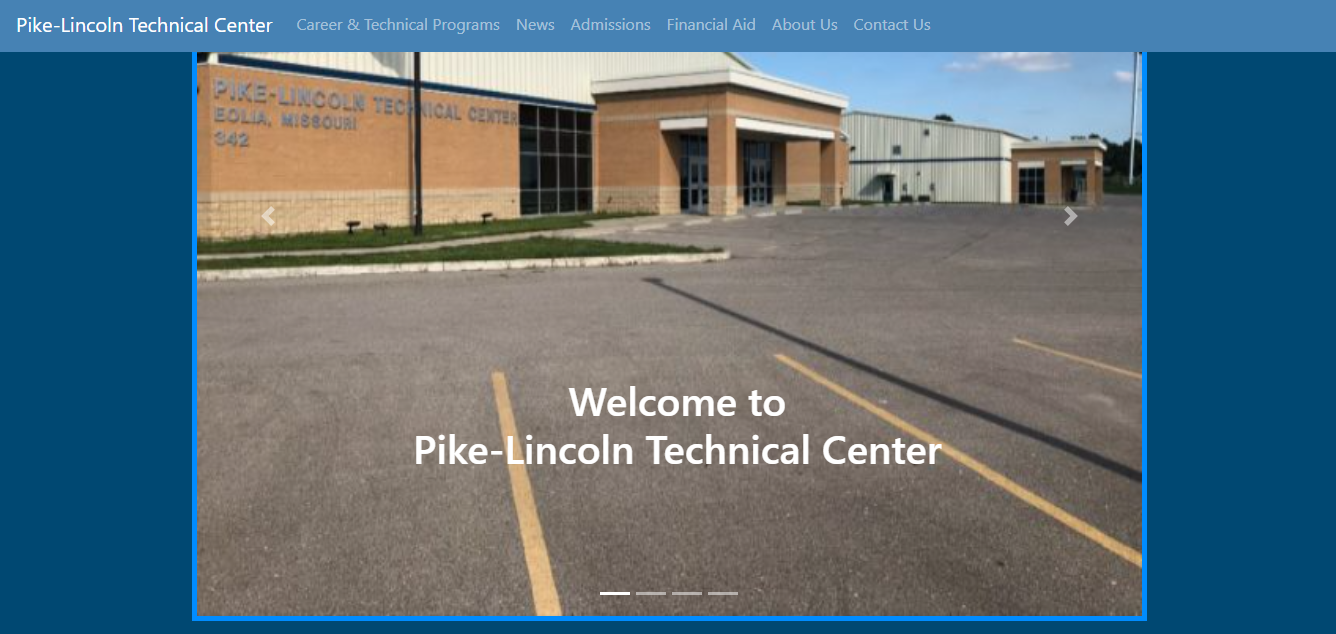 Pike-Lincoln Technical Center Career & Technical Programs News Admissions Financial Aid About Us Contact Us
PIKE-LINCOLN TECHNICAL CENTER
EOLIA, MISSOURI
342
Welcome to
Pike-Lincoln Technical Center